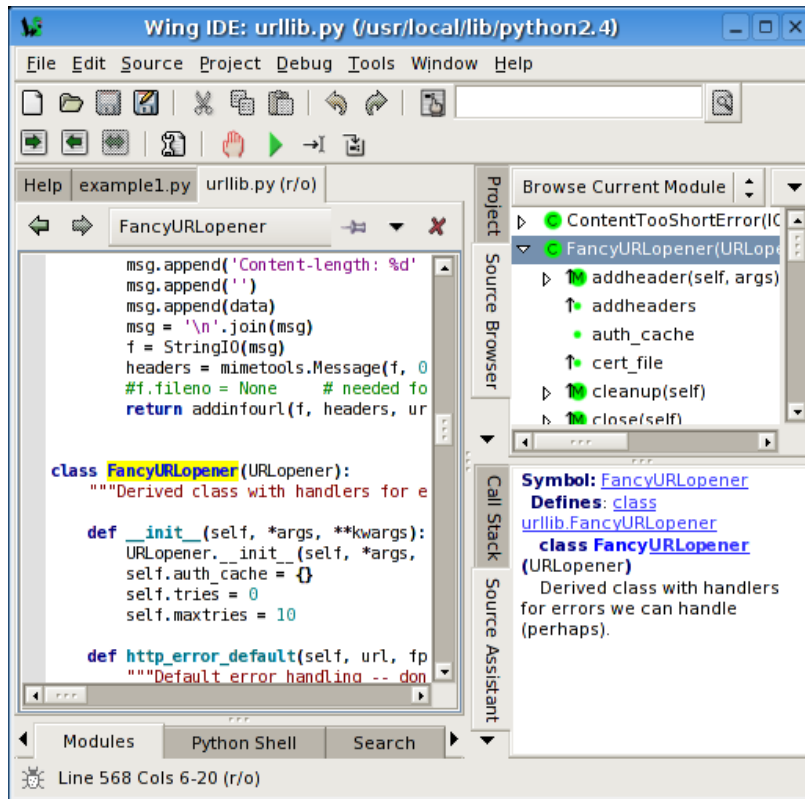 Wing IDE: urllib.py (/usr/local/lib/python2.4)
File Edit Source Project Debug Tools Window Help
Help example1.py urllib.py (r/o)
FancyURLopener
msg.append('Content-length: %d'
msg.append('')
msg.append(data)
msg = '\n'.join(msg)
f = StringIO(msg)
headers = mimetools.Message(f, 0
#f.fileno = None # needed fo
return addinfourl(f, headers, ur
class FancyURLopener(URLopener):
"""Derived class with handlers for e
def __init__(self, *args, **kwargs):
URLopener.__init__(self, *args,
self.auth_cache = {}
self.tries = 0
self.maxtries = 10
def http_error_default(self, url, fp
"""Default error handling -- don
Modules Python Shell Search
Line 568 Cols 6-20 (r/o)
Project
Source Browser
Browse Current Module
ContentTooShortError(IO
FancyURLopener(URLope
addheader(self, args)
addheaders
auth_cache
cert_file
cleanup(self)
close(self)
Call Stack
Source Assistant
Symbol: FancyURLopener
Defines: class
urllib.FancyURLopener
class FancyURLopener
(URLopener)
Derived class with handlers
for errors we can handle
(perhaps).